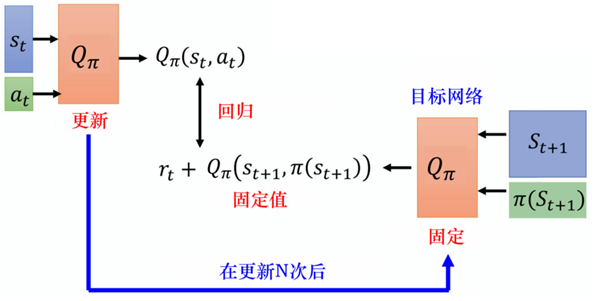 s_t
a_t
Q_π
更新
Q_π(s_t, a_t)
回归
r_t + Q_π(s_{t+1}, π(s_{t+1}))
固定值
目标网络
Q_π
固定
S_{t+1}
π(S_{t+1})
在更新N次后